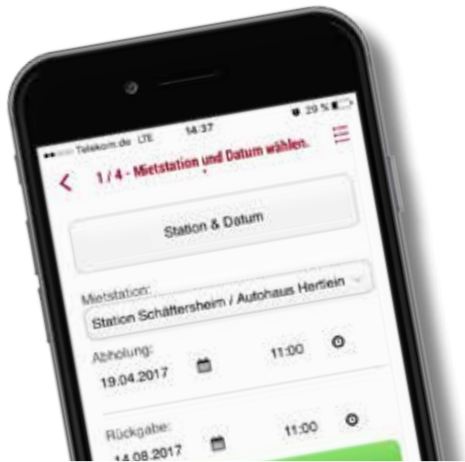 Telekom.de LTE 14:37 29 %
1 / 4 - Mietstation und Datum wählen.
Station & Datum
Mietstation:
Station Schäftersheim / Autohaus Hertlein
Abholung:
19.04.2017 11:00
Rückgabe:
14.08.2017 11:00